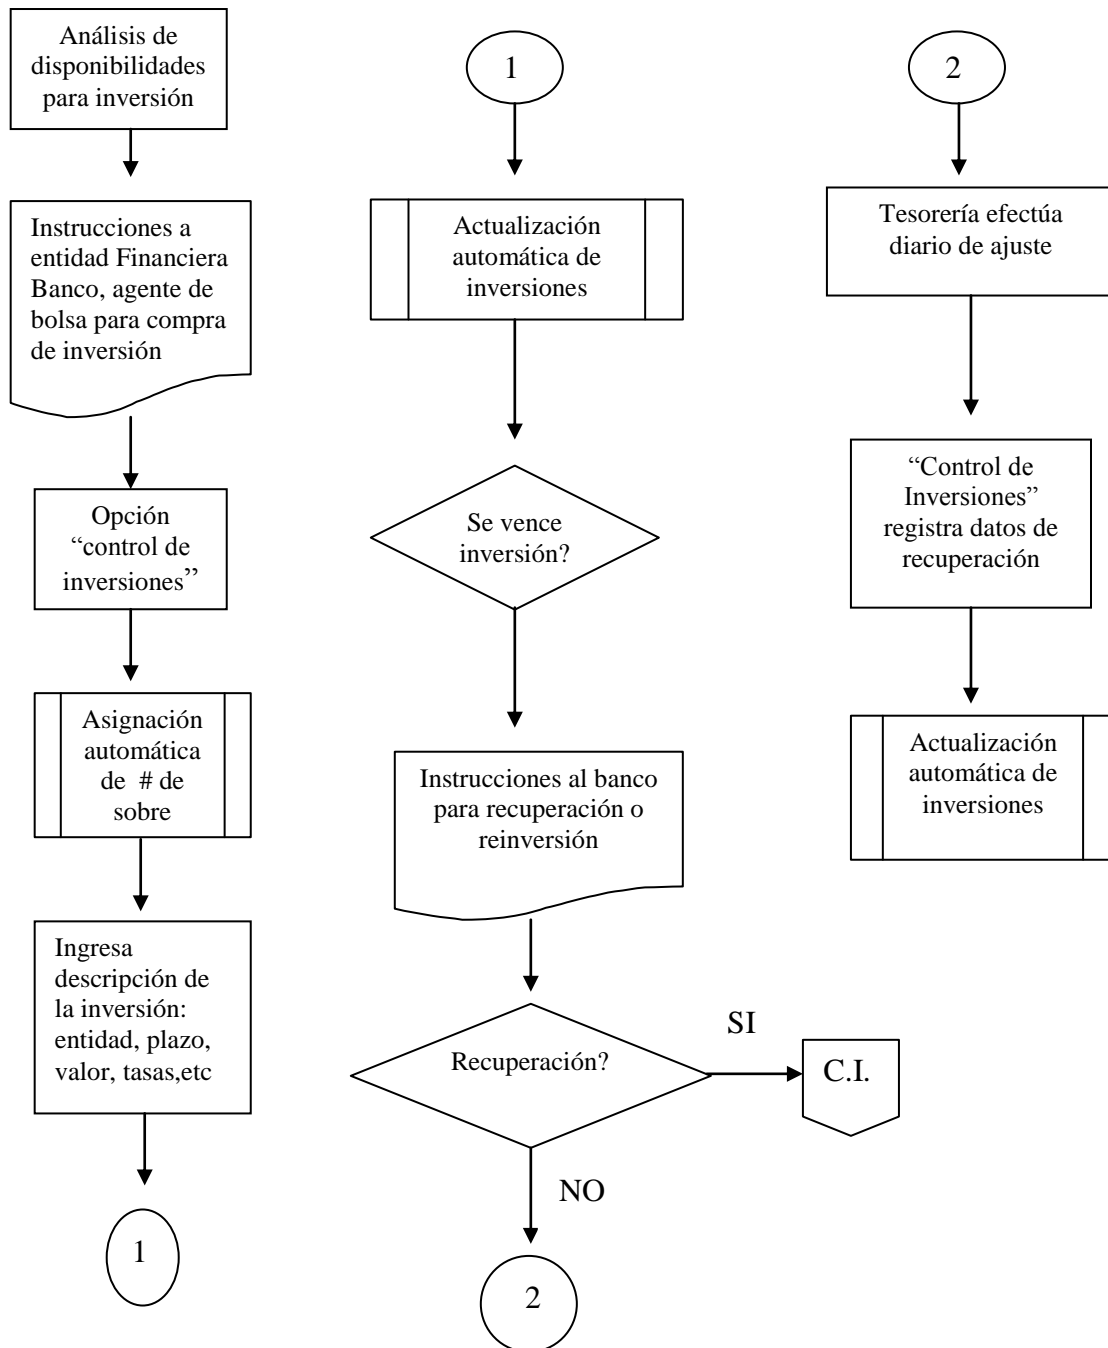 Análisis de
disponibilidades
para inversión
Instrucciones a
entidad Financiera
Banco, agente de
bolsa para compra
de inversión
Opción
“control de
inversiones”
Asignación
automática
de # de
sobre
Ingresa
descripción de
la inversión:
entidad, plazo,
valor, tasas,etc
1
1
Actualización
automática de
inversiones
Se vence
inversión?
Instrucciones al banco
para recuperación o
reinversión
Recuperación?
SI
C.I.
NO
2
2
Tesorería efectúa
diario de ajuste
“Control de
Inversiones”
registra datos de
recuperación
Actualización
automática de
inversiones